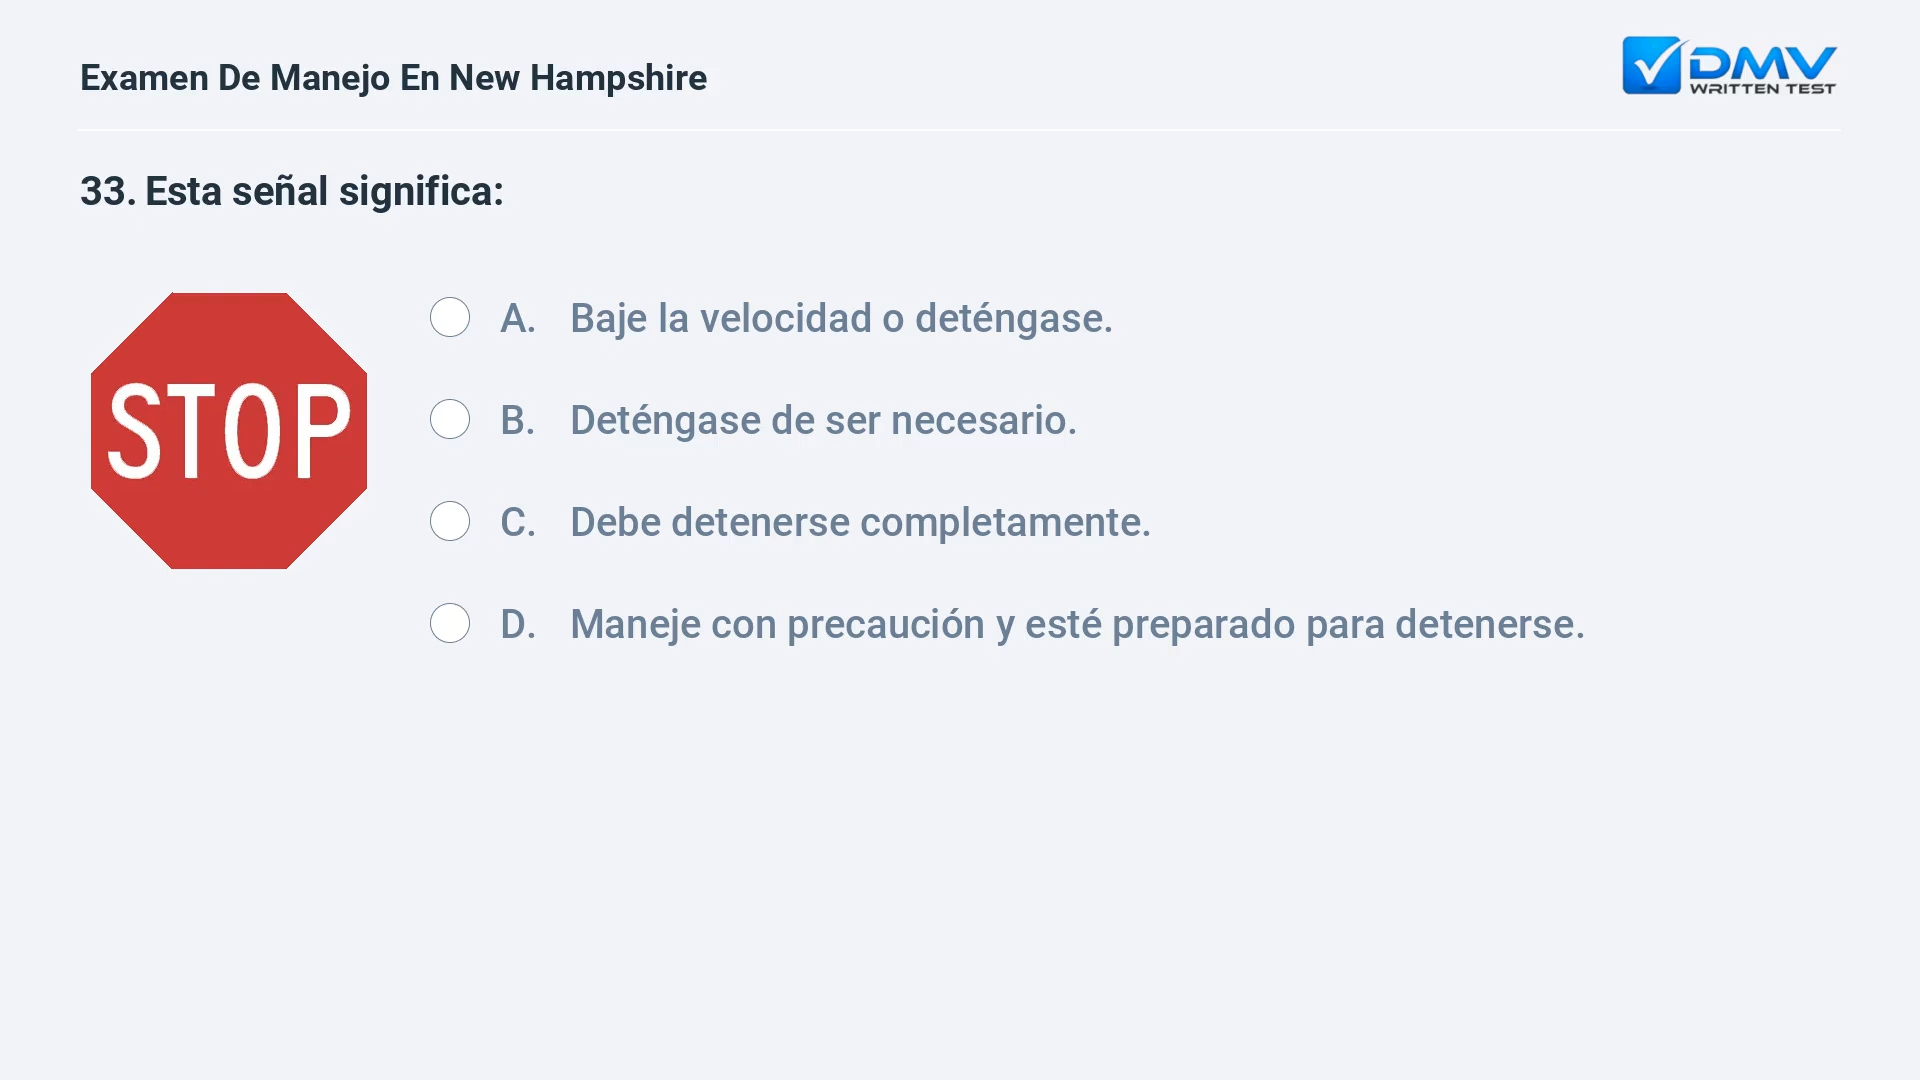 Examen De Manejo En New Hampshire
DMV
WRITTEN TEST
33. Esta señal significa:
STOP
A. Baje la velocidad o deténgase.
B. Deténgase de ser necesario.
C. Debe detenerse completamente.
D. Maneje con precaución y esté preparado para detenerse.